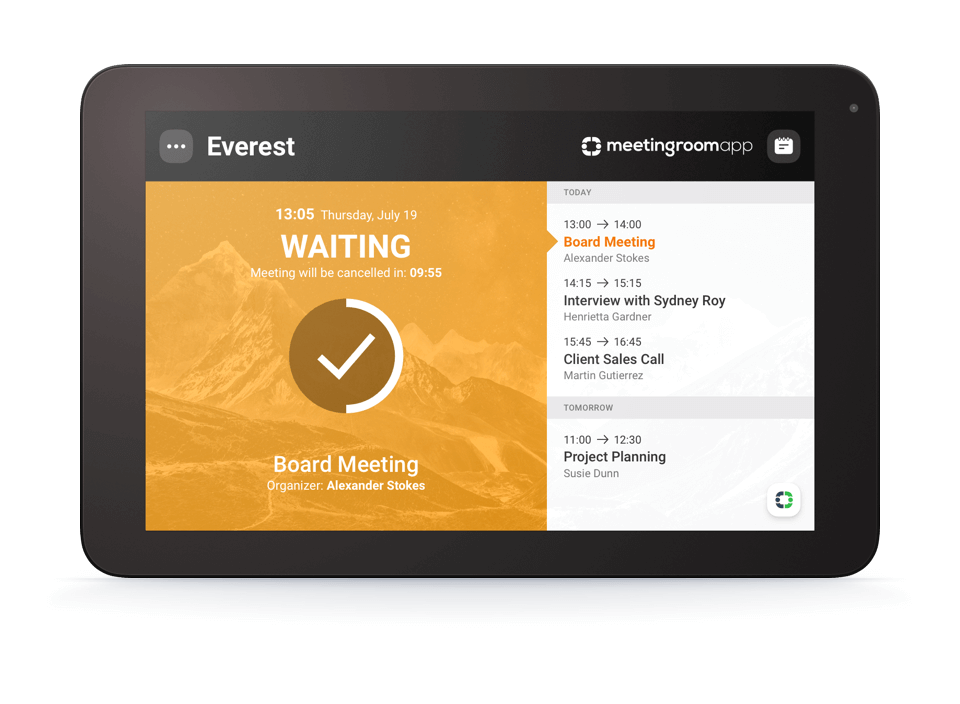 Everest
meetingroomapp
13:05 Thursday, July 19
WAITING
Meeting will be cancelled in: 09:55
Board Meeting
Organizer: Alexander Stokes
TODAY
13:00 → 14:00
Board Meeting
Alexander Stokes
14:15 → 15:15
Interview with Sydney Roy
Henrietta Gardner
15:45 → 16:45
Client Sales Call
Martin Gutierrez
TOMORROW
11:00 → 12:30
Project Planning
Susie Dunn